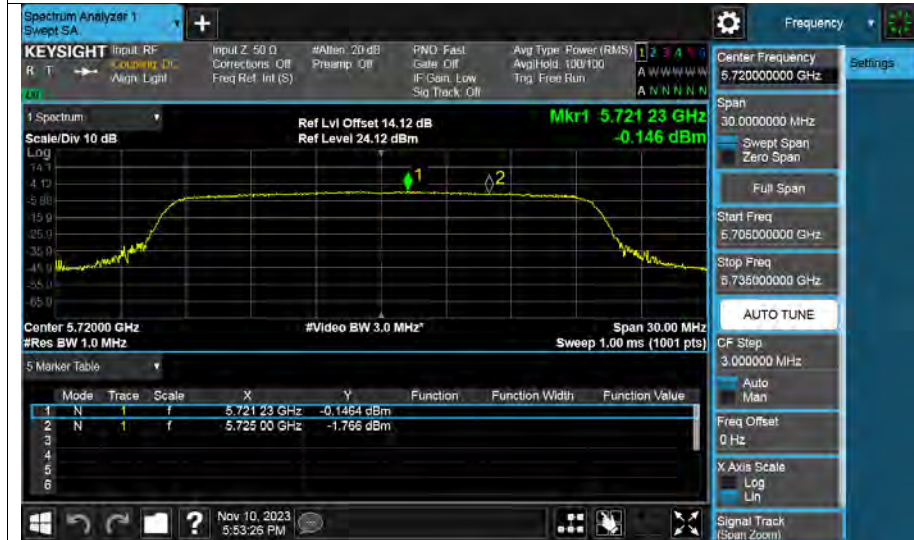 Spectrum Analyzer 1
Swept SA
+
Frequency
KEYSIGHT
R T
Input: RF
Coupling: DC
Align: Light
Input Z: 50 Ω
Corrections: Off
Freq Ref: Int (S)
#Atten: 20 dB
Preamp: Off
PNO: Fast
Gate: Off
IF Gain: Low
Sig Track: Off
Avg Type: Power (RMS)
Avg|Hold: 100/100
Trig: Free Run
1 2 3 4 5 6
A W W W W W
A N N N N N
1 Spectrum
Scale/Div 10 dB
Ref Lvl Offset 14.12 dB
Ref Level 24.12 dBm
Mkr1 5.721 23 GHz
-0.146 dBm
Log
14.1
4.12
-5.88
-15.9
-25.9
-35.9
-45.9
-55.9
-65.9
1
2
Center 5.72000 GHz
#Res BW 1.0 MHz
#Video BW 3.0 MHz*
Span 30.00 MHz
Sweep 1.00 ms (1001 pts)
5 Marker Table
Mode Trace Scale X Y Function Function Width Function Value
1 N 1 f 5.721 23 GHz -0.1464 dBm
2 N 1 f 5.725 00 GHz -1.766 dBm
3
4
5
6
Nov 10, 2023
5:53:26 PM
?
Center Frequency
5.720000000 GHz
Settings
Span
30.0000000 MHz
Swept Span
Zero Span
Full Span
Start Freq
5.705000000 GHz
Stop Freq
5.735000000 GHz
AUTO TUNE
CF Step
3.000000 MHz
Auto
Man
Freq Offset
0 Hz
X Axis Scale
Log
Lin
Signal Track
(Span Zoom)